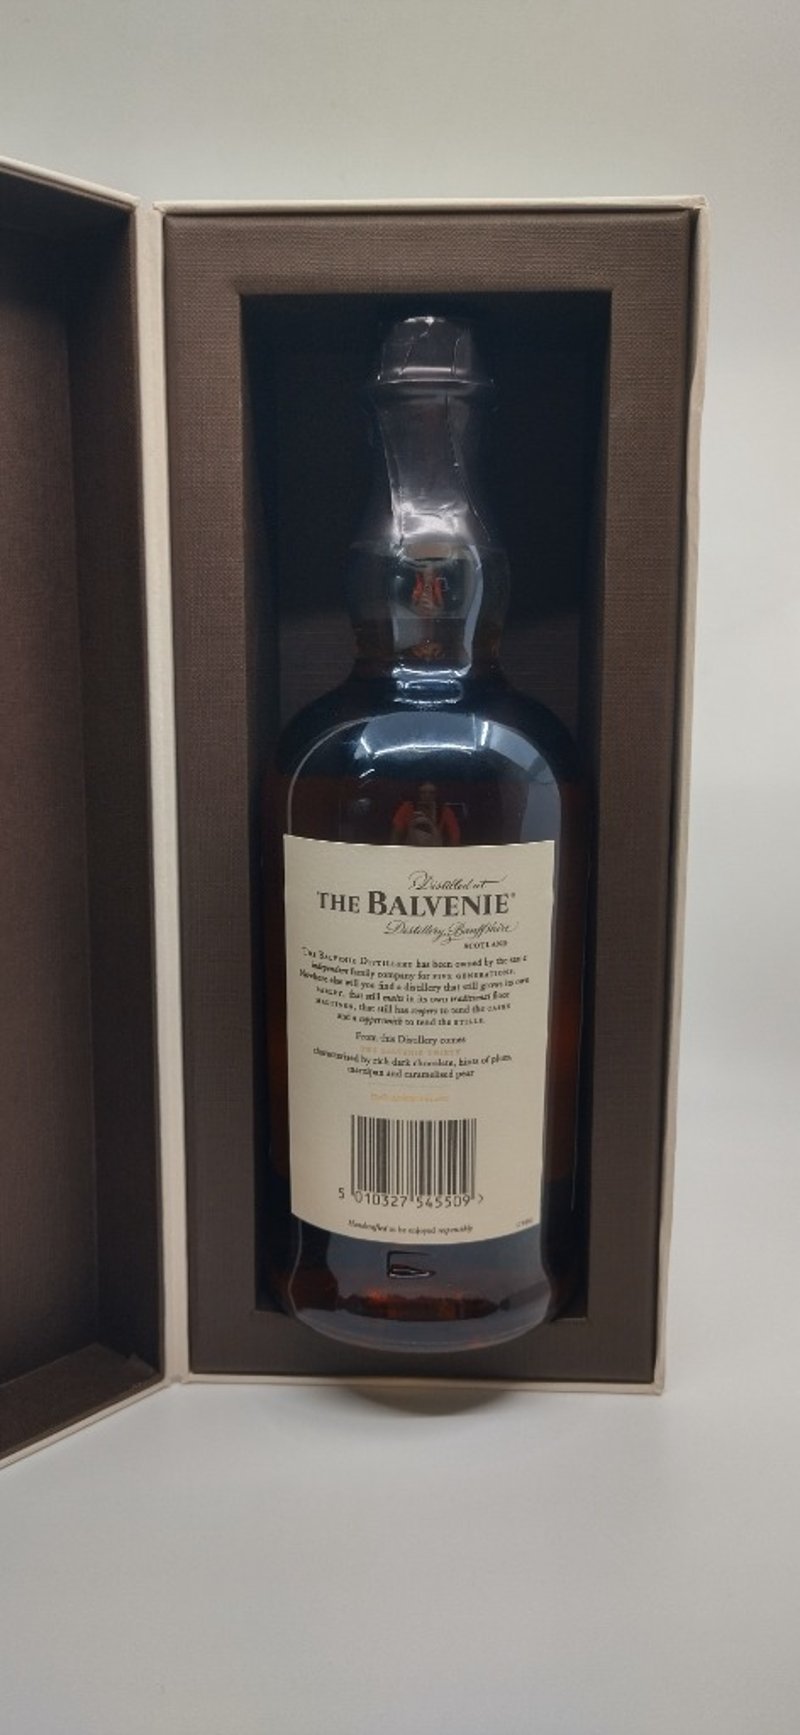 Distilled at
THE BALVENIE®
Distillery, Banffshire
SCOTLAND
THE BALVENIE DISTILLERY has been owned by the same
independent family company for FIVE GENERATIONS.
Nowhere else will you find a distillery that still grows its own
BARLEY, that still malts in its own traditional floor
MALTINGS, that still has coopers to tend the CASKS
and a coppersmith to tend the STILLS.
From this Distillery comes
THE BALVENIE THIRTY
characterised by rich dark chocolate, hints of plum,
marzipan and caramelised pear
5 010327 545509 >
Handcrafted to be enjoyed responsibly